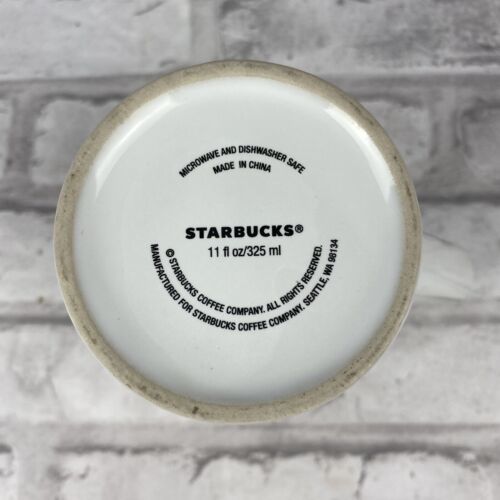 MICROWAVE AND DISHWASHER SAFE
MADE IN CHINA
STARBUCKS®
11 fl oz/325 ml
© STARBUCKS COFFEE COMPANY. ALL RIGHTS RESERVED.
MANUFACTURED FOR STARBUCKS COFFEE COMPANY. SEATTLE, WA 98134